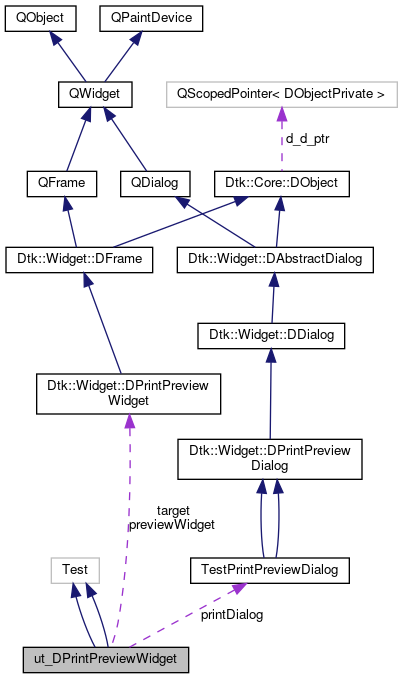 QObject
QPaintDevice
QWidget
QScopedPointer< DObjectPrivate >
d_d_ptr
QFrame
QDialog
Dtk::Core::DObject
Dtk::Widget::DFrame
Dtk::Widget::DAbstractDialog
Dtk::Widget::DDialog
Dtk::Widget::DPrintPreview
Widget
Dtk::Widget::DPrintPreview
Dialog
target
previewWidget
Test
TestPrintPreviewDialog
printDialog
ut_DPrintPreviewWidget